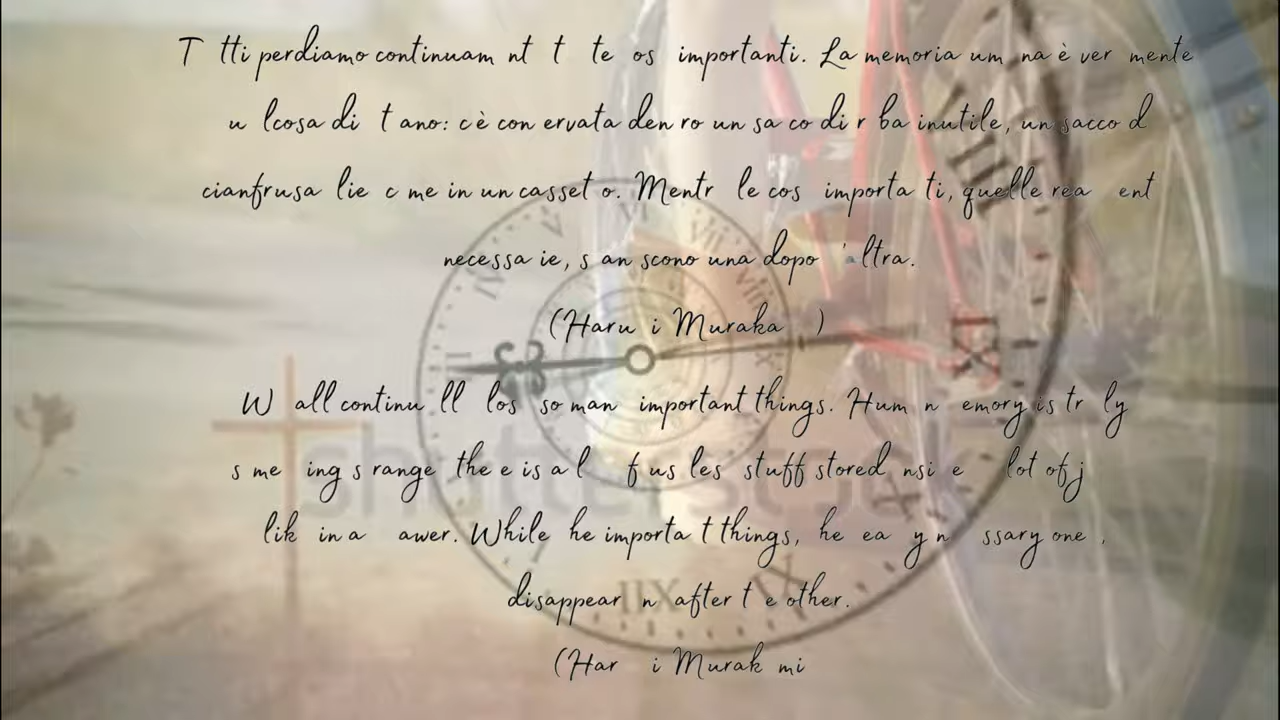 T tti perdiamo continuam nt t te os importanti. La memoria um na è ver mente
u lcosa di t ano: c è con ervata den ro un sa co di r ba inutile, un sacco d
cianfrusa lie c me in un casset o. Mentr le cos importa ti, quelle rea ent
necessa ie, s an scono una dopo ' altra.
(Haru i Muraka )
W all continu ll los so man important things. Hum n emory is tr ly
s me ing s range the e is a l f us les stuff stored nsi e lot of j
lik in a awer. While he importa t things, he ea y n ssary one .
disappear n after t e other.
(Har i Murak mi
shutterstock